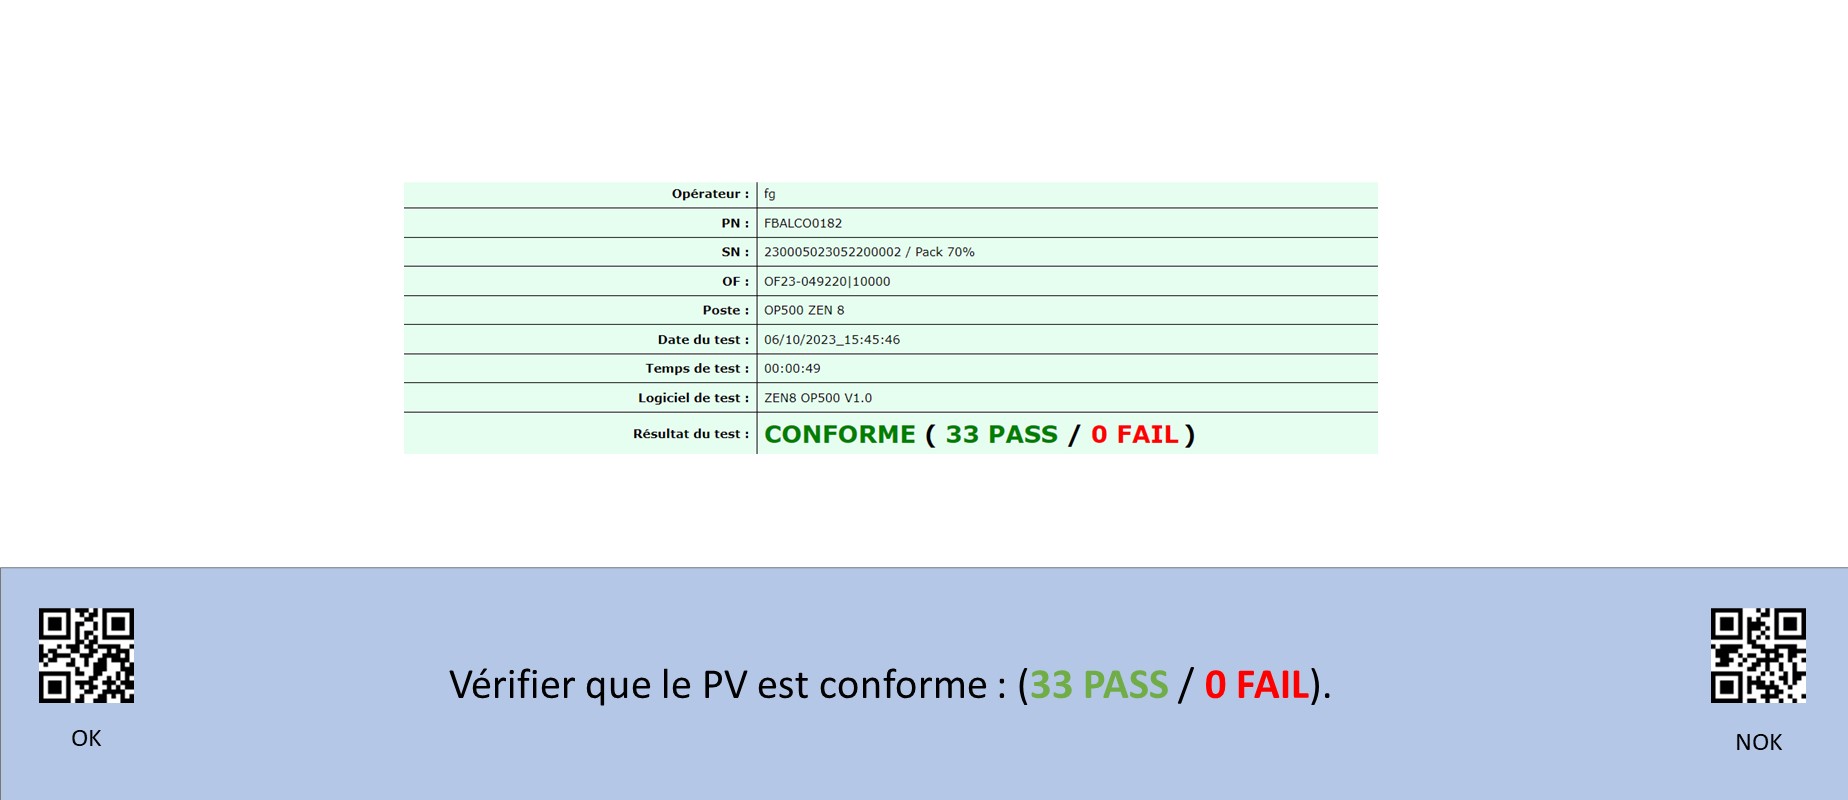 Opérateur : fg
PN : FBALCO0182
SN : 230005023052200002 / Pack 70%
OF : OF23-049220|10000
Poste : OP500 ZEN 8
Date du test : 06/10/2023_15:45:46
Temps de test : 00:00:49
Logiciel de test : ZEN8 OP500 V1.0
Résultat du test : CONFORME ( 33 PASS / 0 FAIL )
Vérifier que le PV est conforme : (33 PASS / 0 FAIL).
OK
NOK